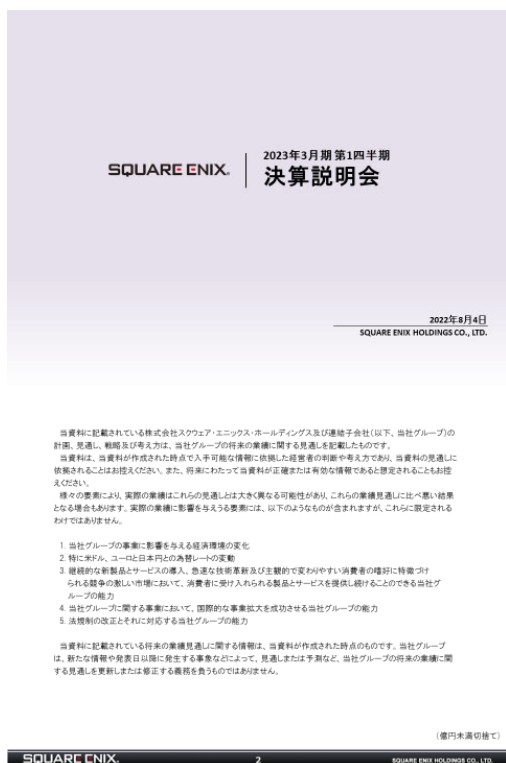 SQUARE ENIX.
2023年3月期 第1四半期
決算説明会
2022年8月4日
SQUARE ENIX HOLDINGS CO., LTD.
当資料に記載されている株式会社スクウェア・エニックス・ホールディングス及び連結子会社(以下、当社グループ)の
計画、見通し、戦略及び考え方は、当社グループの将来の業績に関する見通しを記載したものです。
当資料は、当資料が作成された時点で入手可能な情報に依拠した経営者の判断や考え方であり、当資料の見通しに
依拠されることはお控えください。また、将来にわたって当資料が正確または有効な情報であると想定されることもお控
えください。
様々の要素により、実際の業績はこれらの見通しとは大きく異なる可能性があり、これらの業績見通しに比べ悪い結果
となる場合もあります。実際の業績に影響を与えうる要素には、以下のようなものが含まれますが、これらに限定される
わけではありません。
1. 当社グループの事業に影響を与える経済環境の変化
2. 特に米ドル、ユーロと日本円との為替レートの変動
3. 継続的な新製品とサービスの導入、急速な技術革新及び主観的で変わりやすい消費者の嗜好に特徴づけ
られる競争の激しい市場において、消費者に受け入れられる製品とサービスを提供し続けることのできる当社グ
ループの能力
4. 当社グループに関する事業において、国際的な事業拡大を成功させる当社グループの能力
5. 法規制の改正とそれに対応する当社グループの能力
当資料に記載されている将来の業績見通しに関する情報は、当資料が作成された時点のものです。当社グループ
は、新たな情報や発表日以降に発生する事象などによって、見通しまたは予測など、当社グループの将来の業績に関
する見通しを更新しまたは修正する義務を負うものではありません。
(億円未満切捨て)
SQUARE ENIX.
2
SQUARE ENIX HOLDINGS CO., LTD.